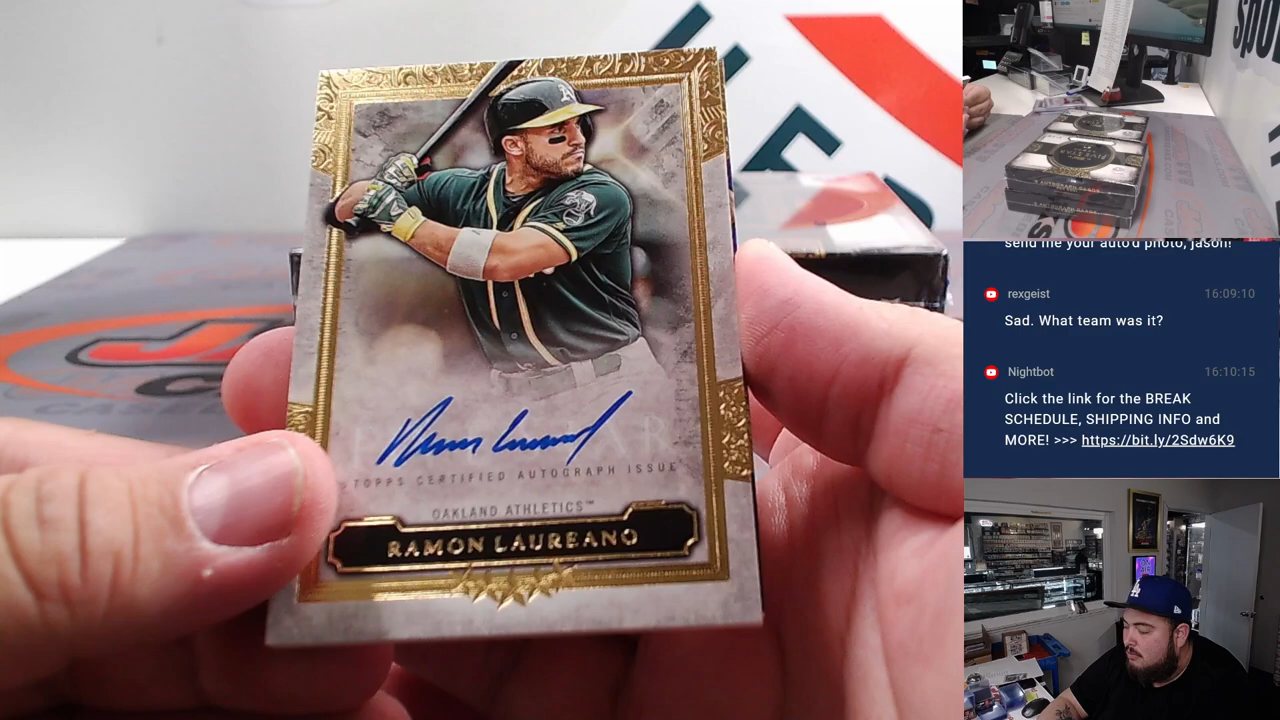 TOPPS CERTIFIED AUTOGRAPH ISSUE
OAKLAND ATHLETICS™
RAMON LAUREANO
send me your auto'd photo, jason!
rexgeist 16:09:10
Sad. What team was it?
Nightbot 16:10:15
Click the link for the BREAK
SCHEDULE, SHIPPING INFO and
MORE! >>> https://bit.ly/2Sdw6K9